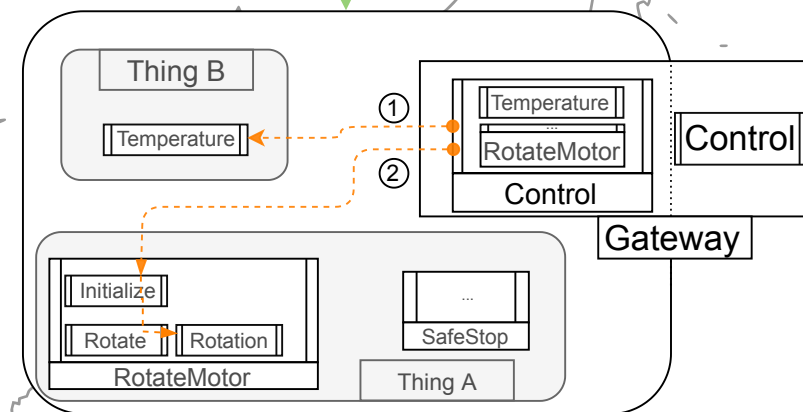 Thing B
Temperature
①
②
Temperature
...
RotateMotor
Control
Control
Gateway
Initialize
Rotate
Rotation
RotateMotor
...
SafeStop
Thing A